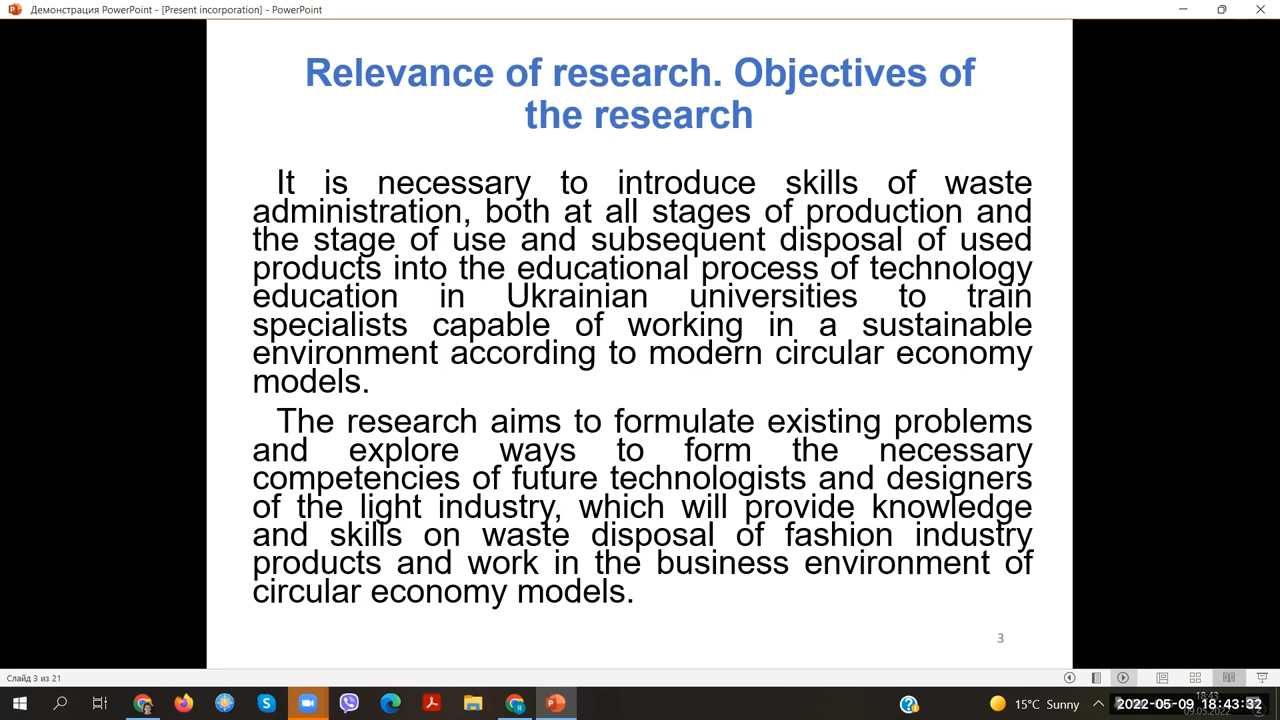 Демонстрация PowerPoint - [Present incorporation] - PowerPoint
Relevance of research. Objectives of
the research
It is necessary to introduce skills of waste
administration, both at all stages of production and
the stage of use and subsequent disposal of used
products into the educational process of technology
education in Ukrainian universities to train
specialists capable of working in a sustainable
environment according to modern circular economy
models.
The research aims to formulate existing problems
and explore ways to form the necessary
competencies of future technologists and designers
of the light industry, which will provide knowledge
and skills on waste disposal of fashion industry
products and work in the business environment of
circular economy models.
3
Слайд 3 из 21
15°C Sunny
18:43
2022-05-09 18:43:32
09.05.2022